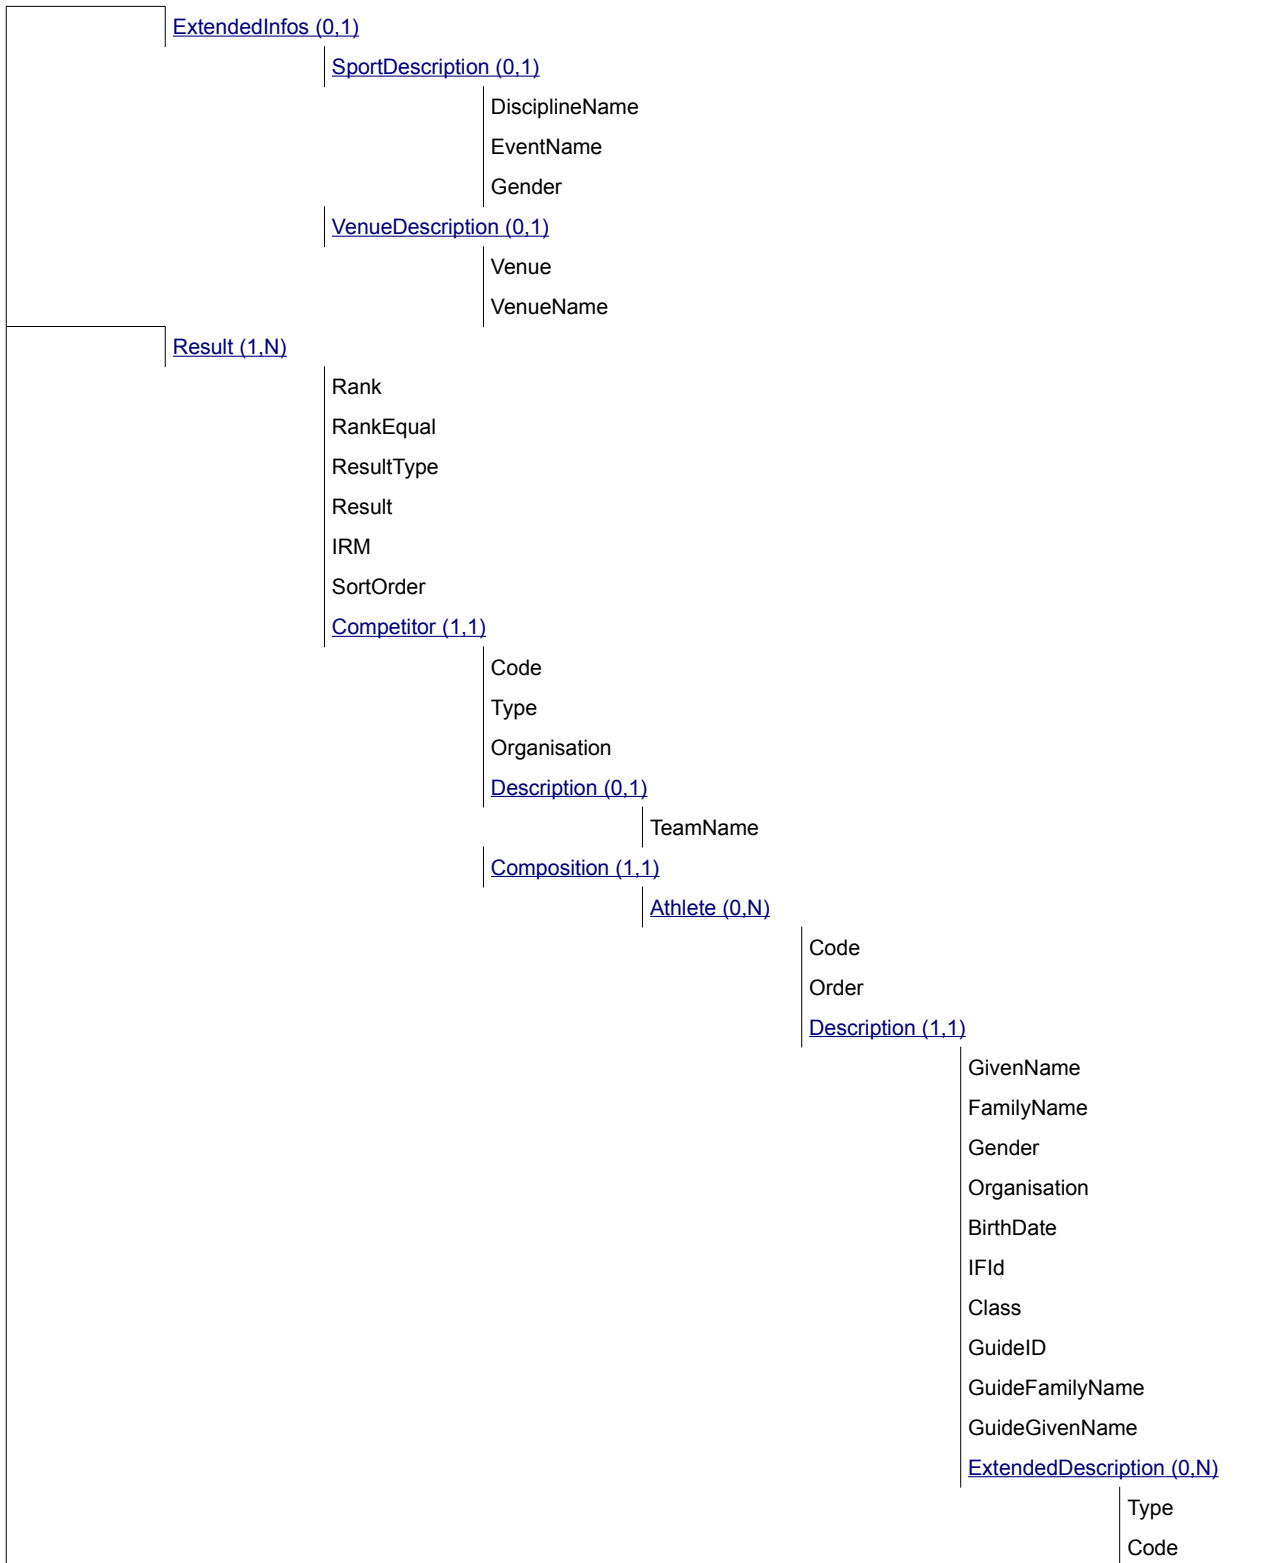 ExtendedInfos (0,1)
SportDescription (0,1)
DisciplineName
EventName
Gender
VenueDescription (0,1)
Venue
VenueName
Result (1,N)
Rank
RankEqual
ResultType
Result
IRM
SortOrder
Competitor (1,1)
Code
Type
Organisation
Description (0,1)
TeamName
Composition (1,1)
Athlete (0,N)
Code
Order
Description (1,1)
GivenName
FamilyName
Gender
Organisation
BirthDate
IFId
Class
GuideID
GuideFamilyName
GuideGivenName
ExtendedDescription (0,N)
Type
Code